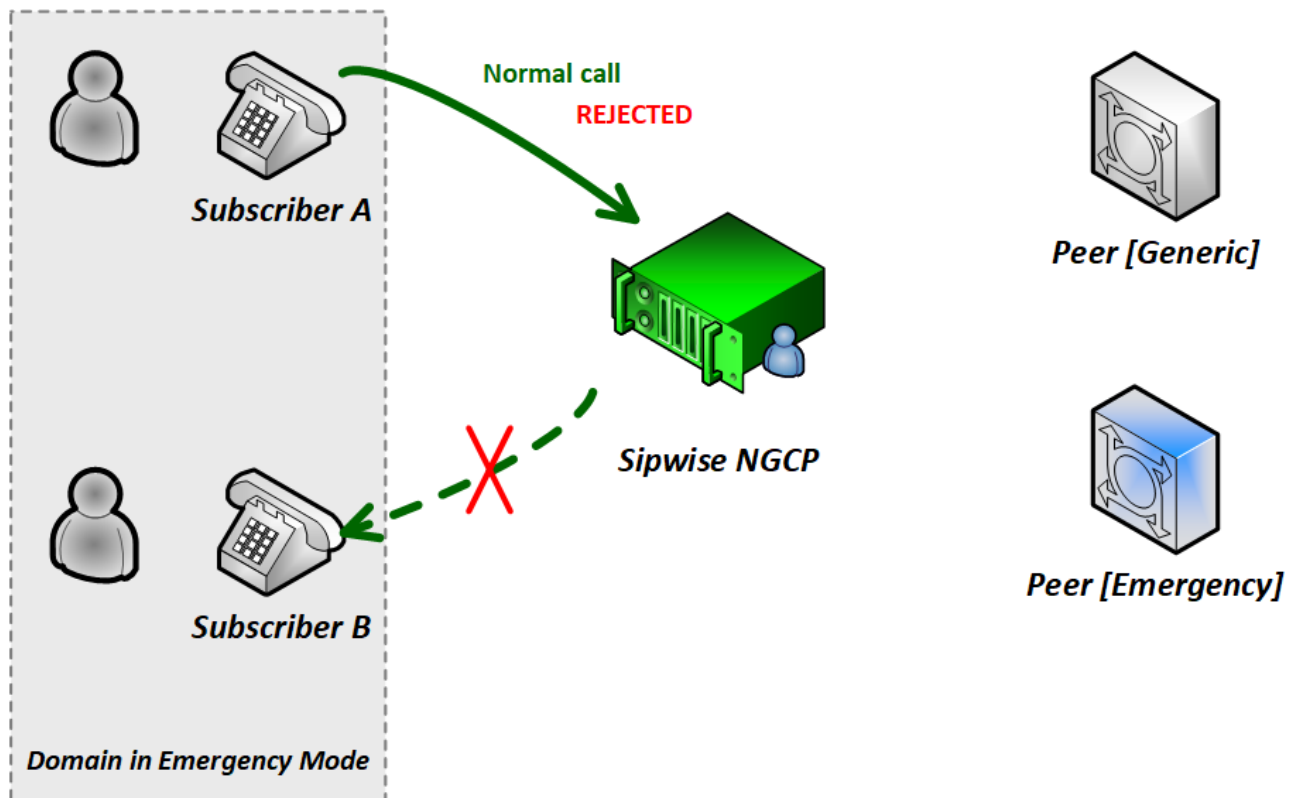 Normal call
REJECTED
Subscriber A
Peer [Generic]
Sipwise NGCP
Peer [Emergency]
Subscriber B
Domain in Emergency Mode